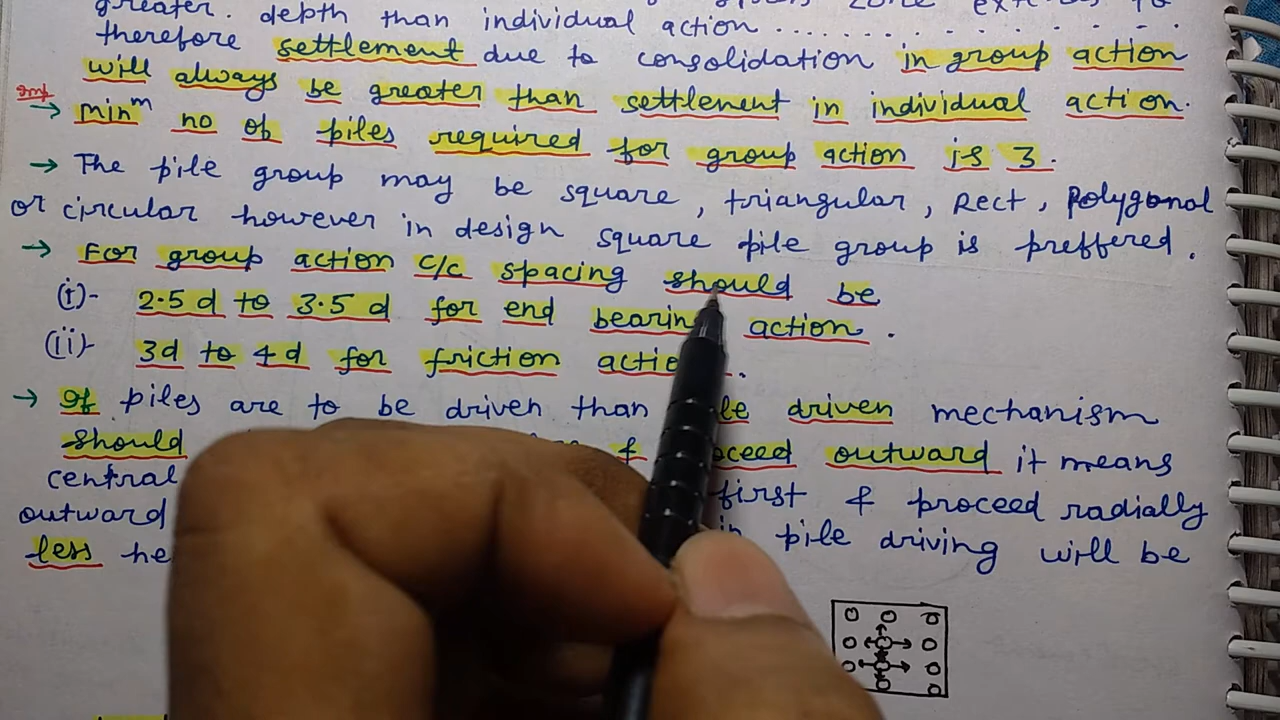 greater. depth than individual action ............
therefore settlement due to consolidation in group action
will always be greater than settlement in individual action.
Imp
→ minᵐ no of piles required for group action is 3.
→ The pile group may be square, triangular, Rect, Polygonal
or circular however in design square pile group is preffered.
→ For group action c/c spacing should be
(i)- 2.5d to 3.5d for end bearing action.
(ii)- 3d to 4d for friction action.
→ If piles are to be driven than driven mechanism
should & outward it means
central first & proceed radially
outward in pile driving will be
less